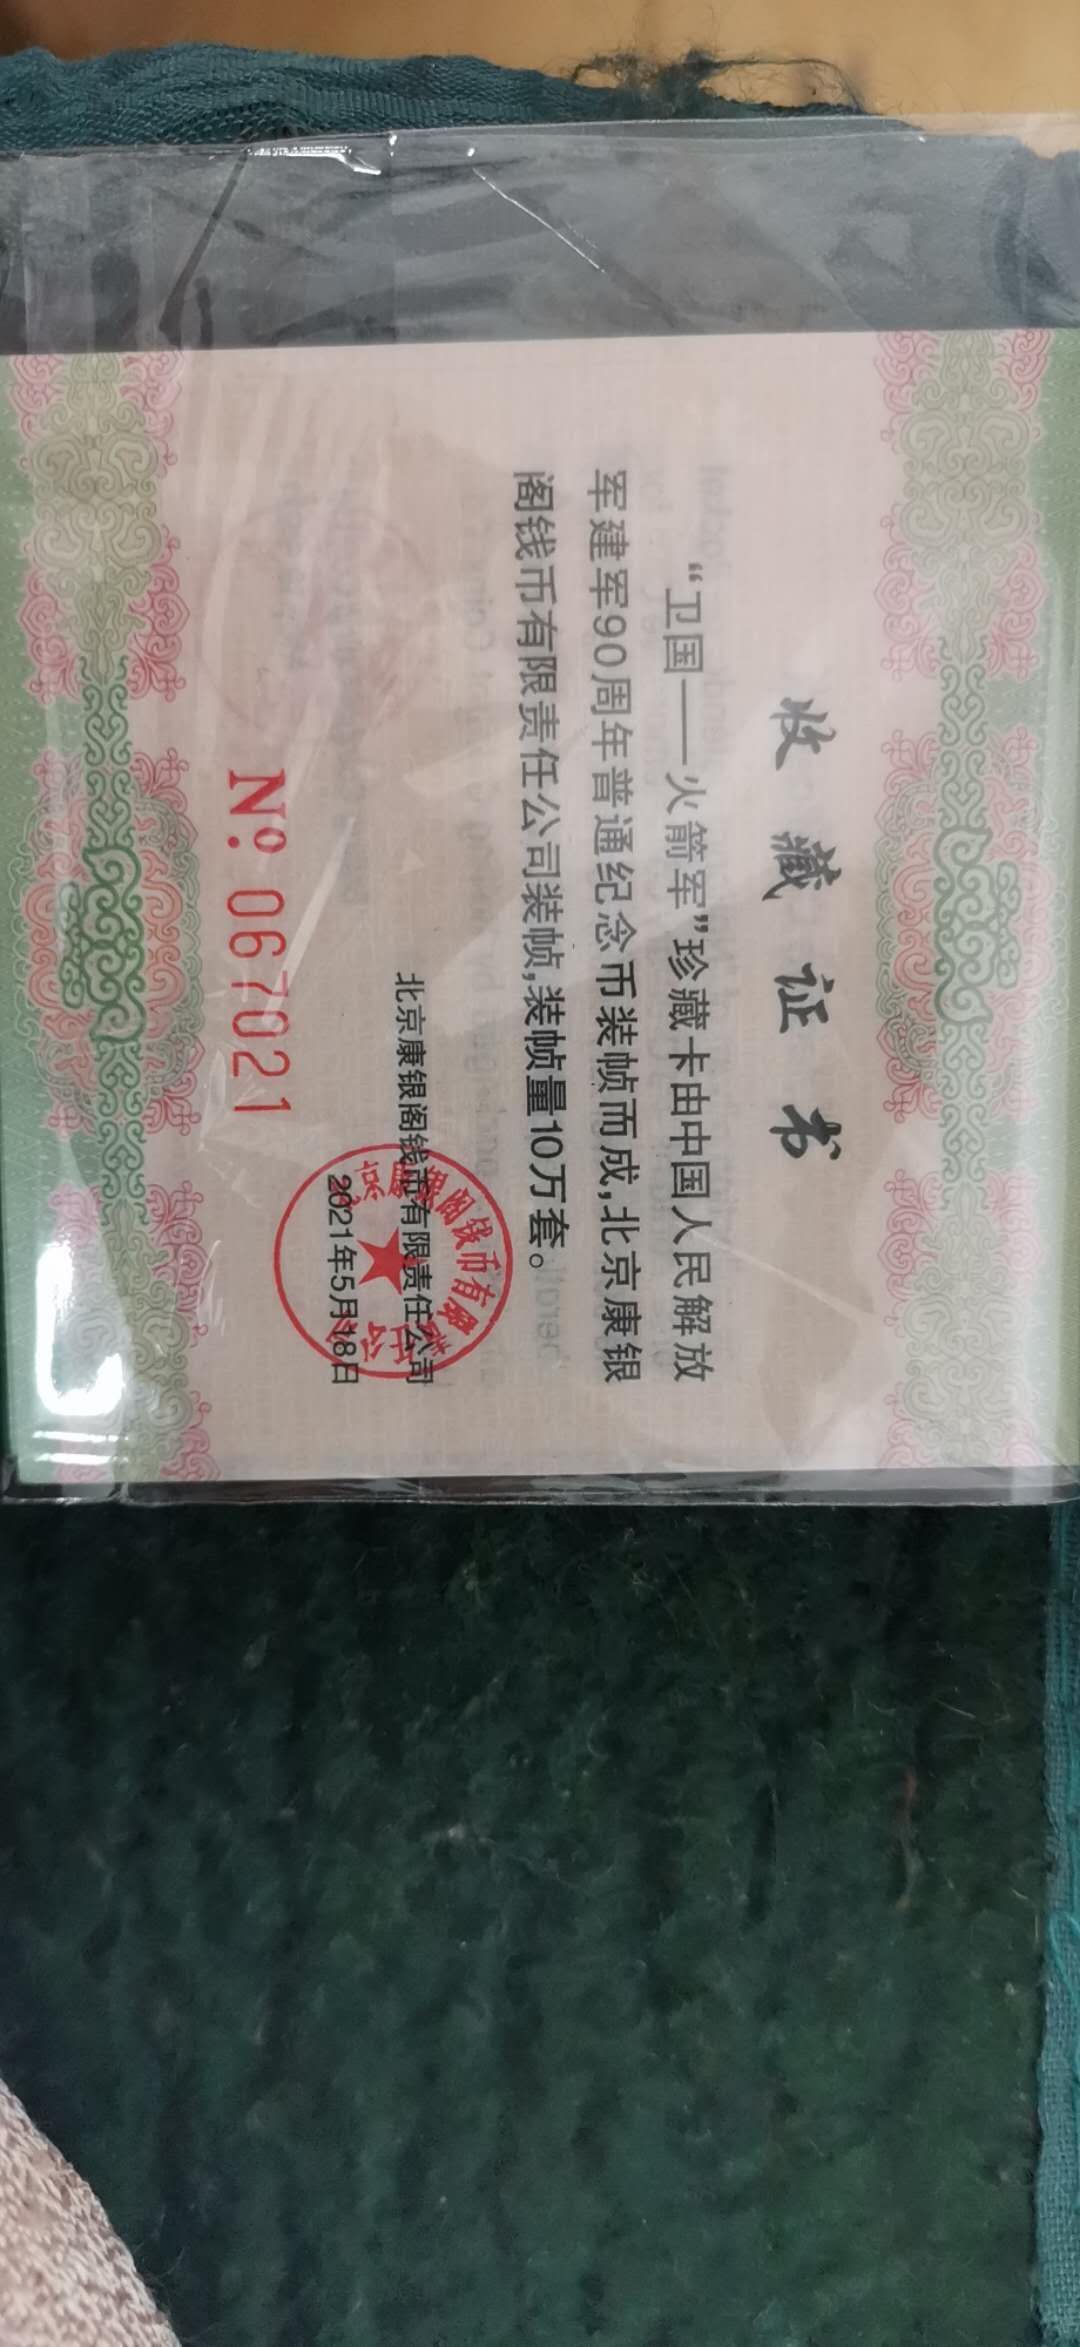 收藏证书
“卫国——火箭军”珍藏卡由中国人民解放
军建军90周年普通纪念币装帧而成,北京康银
阁钱币有限责任公司装帧,装帧量10万套。
北京康银阁钱币有限责任公司
2021年5月18日
Nº 067021